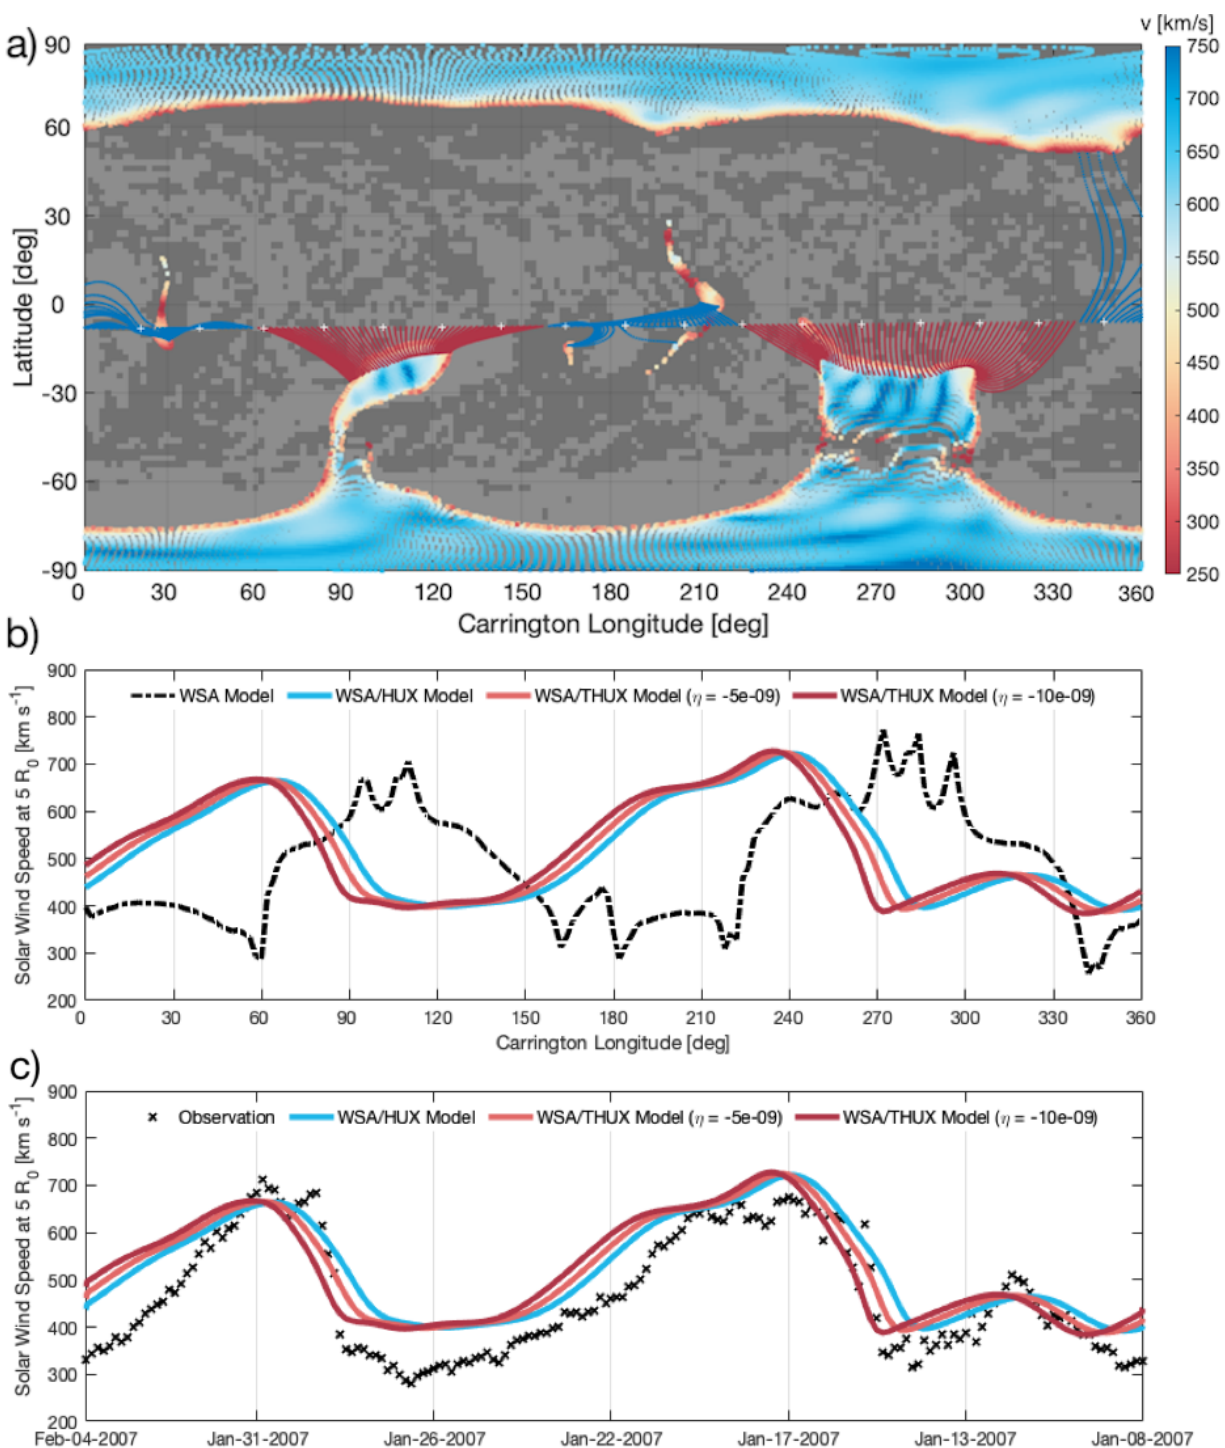 a)
v [km/s]
90
60
30
0
-30
-60
-90
Latitude [deg]
0 30 60 90 120 150 180 210 240 270 300 330 360
Carrington Longitude [deg]
750
700
650
600
550
500
450
400
350
300
250
b)
900
800
700
600
500
400
300
200
Solar Wind Speed at 5 R0 [km s-1]
WSA Model WSA/HUX Model WSA/THUX Model (η = -5e-09) WSA/THUX Model (η = -10e-09)
0 30 60 90 120 150 180 210 240 270 300 330 360
Carrington Longitude [deg]
c)
900
800
700
600
500
400
300
200
Solar Wind Speed at 5 R0 [km s-1]
Observation WSA/HUX Model WSA/THUX Model (η = -5e-09) WSA/THUX Model (η = -10e-09)
Feb-04-2007 Jan-31-2007 Jan-26-2007 Jan-22-2007 Jan-17-2007 Jan-13-2007 Jan-08-2007